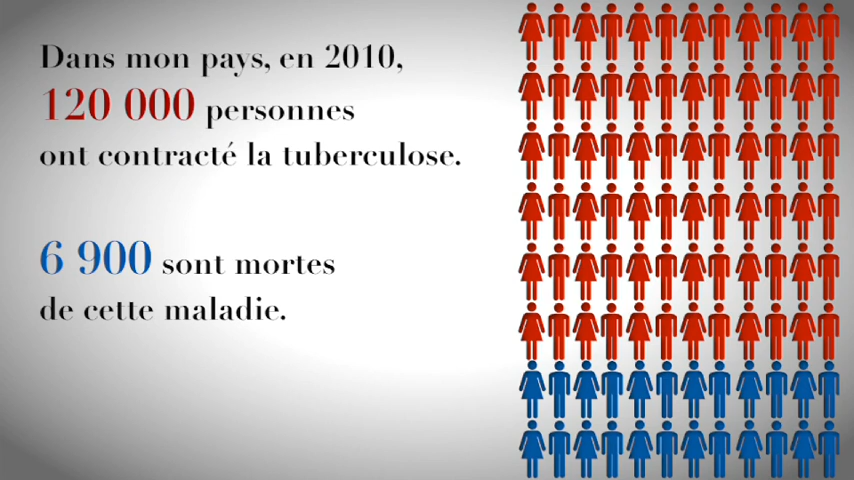 Dans mon pays, en 2010,
120 000 personnes
ont contracté la tuberculose.
6 900 sont mortes
de cette maladie.